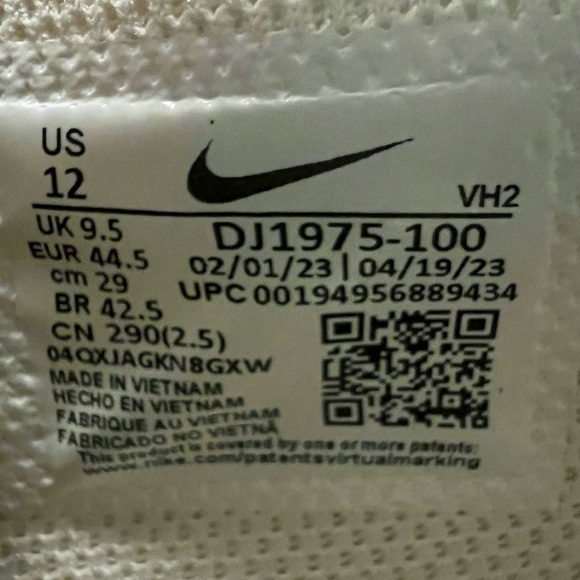 US
12
VH2
UK 9.5
EUR 44.5
cm 29
BR 42.5
CN 290(2.5)
DJ1975-100
02/01/23 | 04/19/23
UPC 00194956889434
04QXJAGKN8GXW
MADE IN VIETNAM
HECHO EN VIETNAM
FABRIQUE AU VIETNAM
FABRICADO NO VIETNÃ
This product is covered by one or more patents:
www.nike.com/patentsvirtualmarking